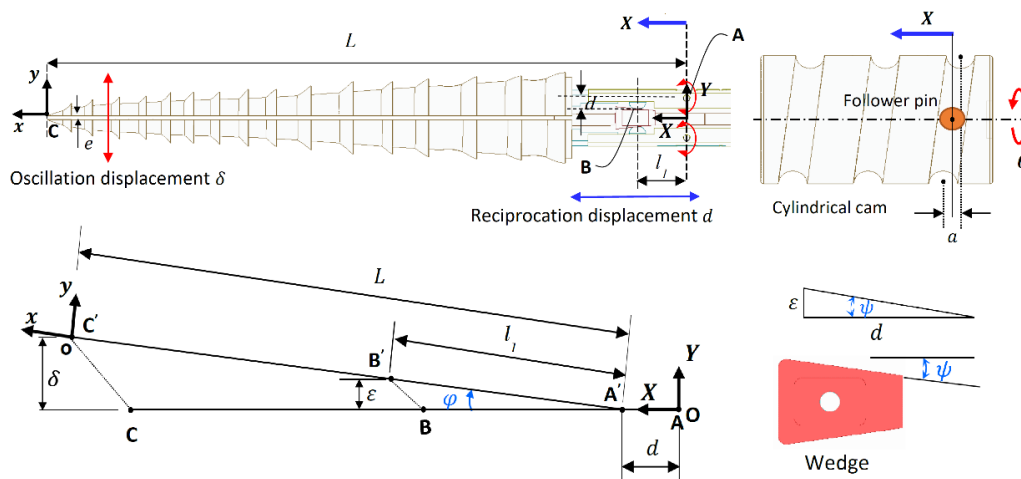 L
X
A
y
Y
d
x
C
e
X
B
l₁
Oscillation displacement δ
Reciprocation displacement d
X
Follower pin
Cylindrical cam
a
L
y
x
C′
o
l₁
B′
δ
ε
φ
Y
X
A′
A
O
C
B
d
ε
ψ
d
ψ
Wedge